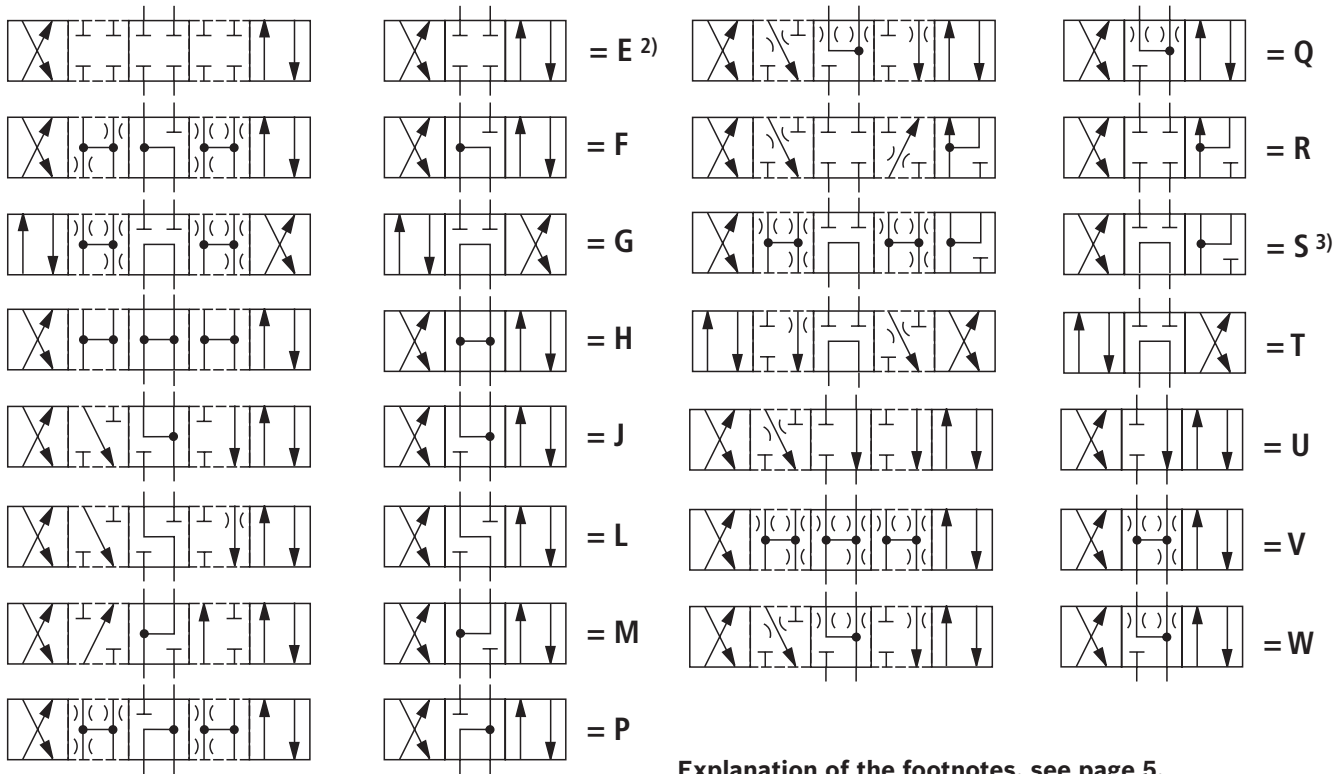 = E 2)
= F
= G
= H
= J
= L
= M
= P
= Q
= R
= S 3)
= T
= U
= V
= W
Explanation of the footnotes, see page 5.